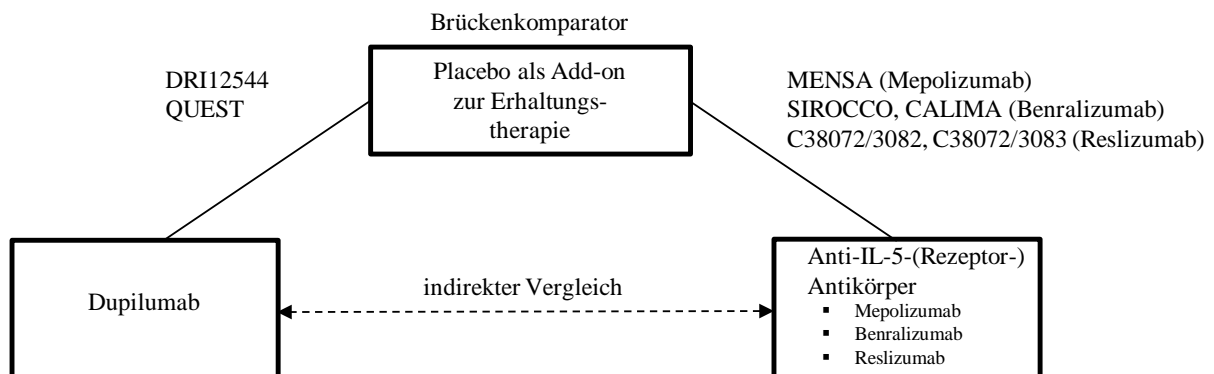 Brückenkomparator
Placebo als Add-on
zur Erhaltungs-
therapie
DRI12544
QUEST
MENSA (Mepolizumab)
SIROCCO, CALIMA (Benralizumab)
C38072/3082, C38072/3083 (Reslizumab)
Dupilumab
indirekter Vergleich
Anti-IL-5-(Rezeptor-)
Antikörper
▪ Mepolizumab
▪ Benralizumab
▪ Reslizumab